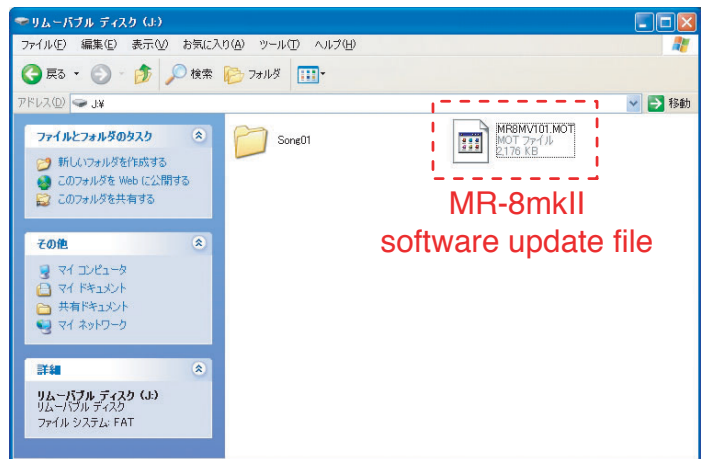 リムーバブル ディスク (J:)
ファイル(F) 編集(E) 表示(V) お気に入り(A) ツール(T) ヘルプ(H)
戻る 検索 フォルダ
アドレス(D) J:¥ 移動
ファイルとフォルダのタスク
新しいフォルダを作成する
このフォルダを Web に公開する
このフォルダを共有する
その他
マイ コンピュータ
マイ ドキュメント
共有ドキュメント
マイ ネットワーク
詳細
リムーバブル ディスク (J:)
リムーバブル ディスク
ファイル システム: FAT
Song01
MR8MV101.MOT
MOT ファイル
2,176 KB
MR-8mkII
software update file